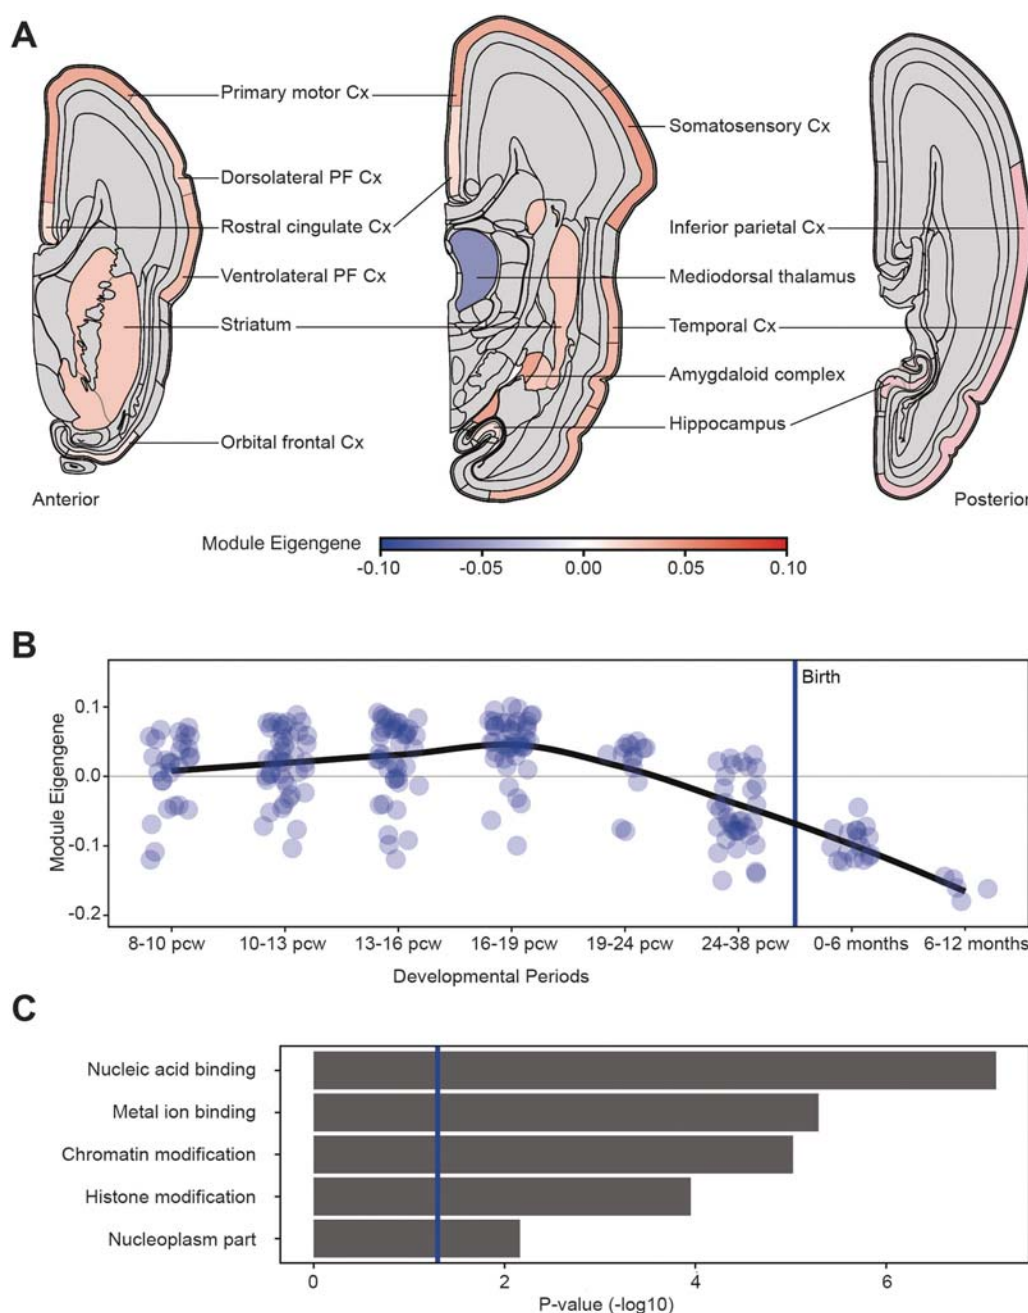 A
Primary motor Cx
Somatosensory Cx
Dorsolateral PF Cx
Rostral cingulate Cx
Inferior parietal Cx
Ventrolateral PF Cx
Mediodorsal thalamus
Striatum
Temporal Cx
Amygdaloid complex
Hippocampus
Orbital frontal Cx
Anterior
Posterior
Module Eigengene
-0.10 -0.05 0.00 0.05 0.10
B
Birth
Module Eigengene
0.1
0.0
-0.1
-0.2
8-10 pcw 10-13 pcw 13-16 pcw 16-19 pcw 19-24 pcw 24-38 pcw 0-6 months 6-12 months
Developmental Periods
C
Nucleic acid binding
Metal ion binding
Chromatin modification
Histone modification
Nucleoplasm part
0 2 4 6
P-value (-log10)